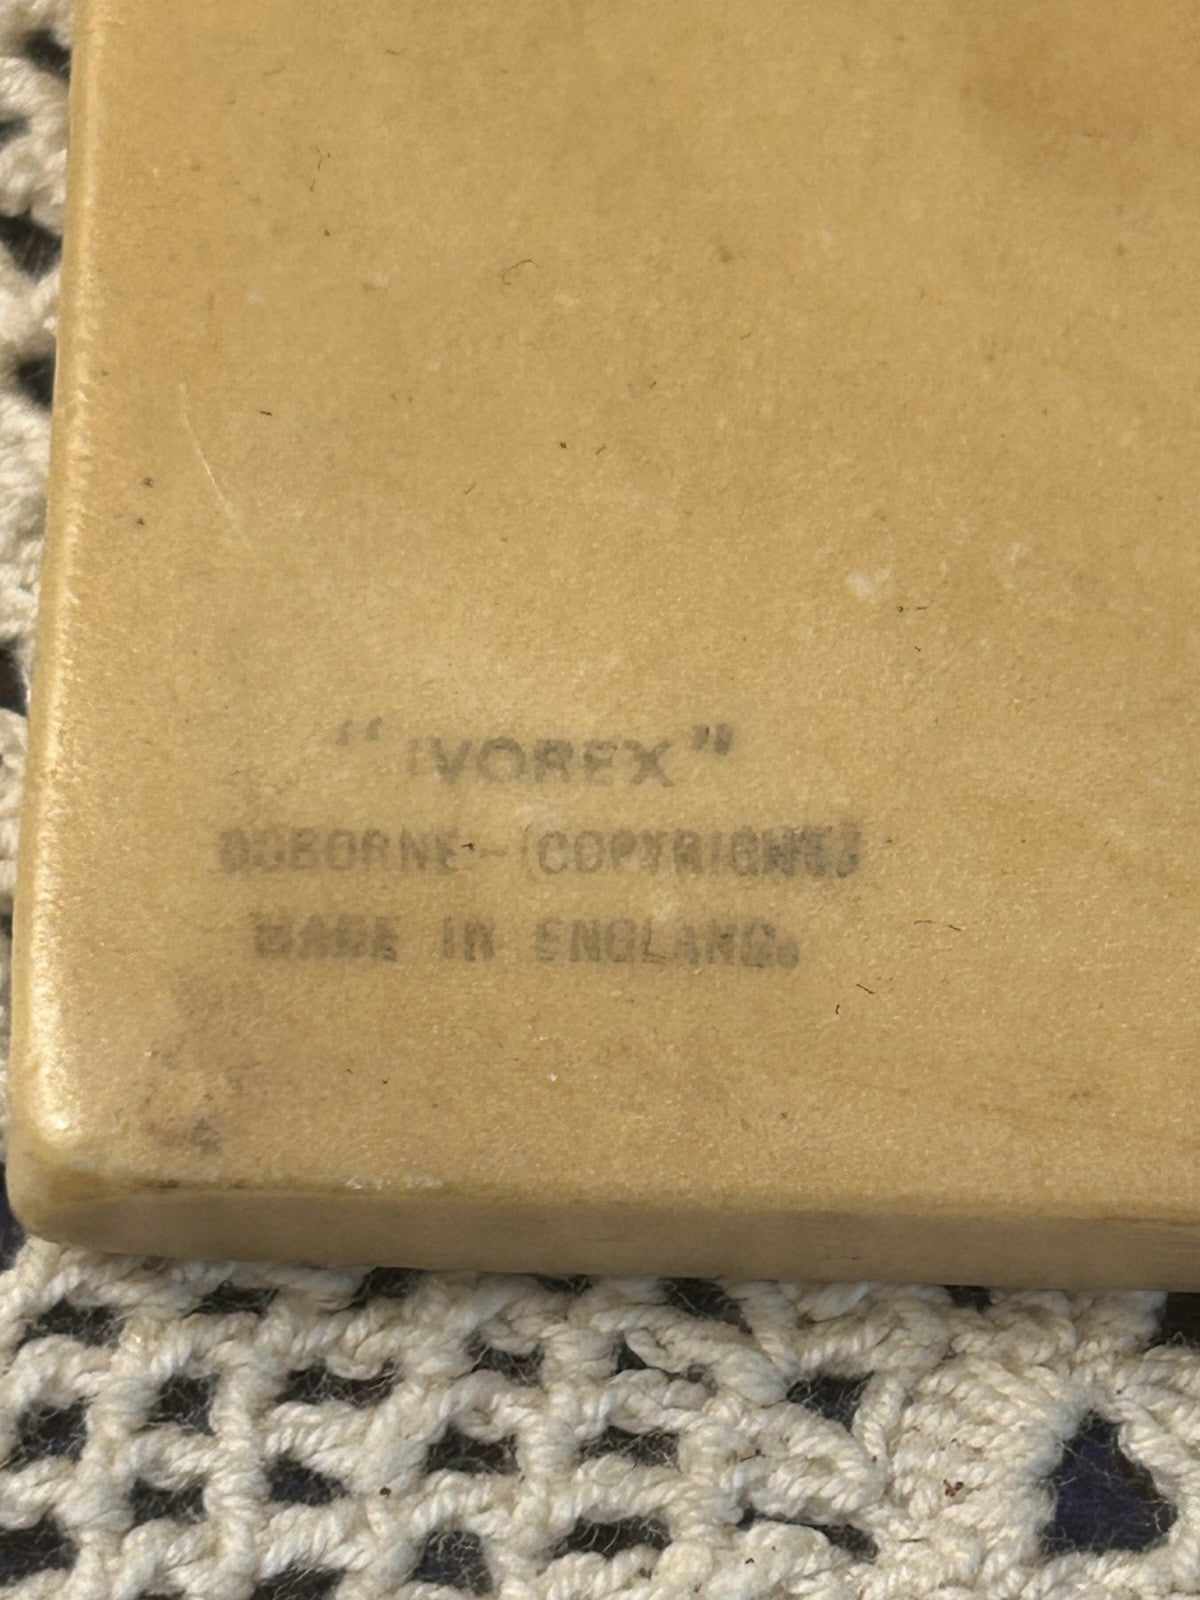 "IVOREX"
OSBORNE-(COPYRIGHT)
MADE IN ENGLAND.